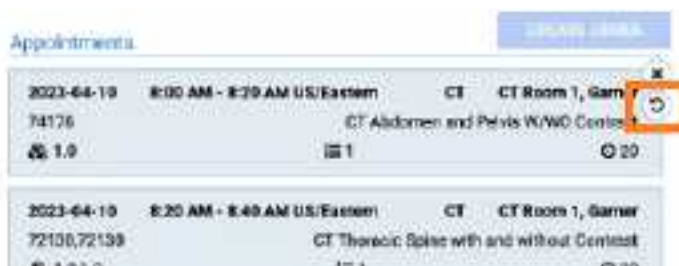 Appointments
2023-04-10 8:00 AM - 8:20 AM US/Eastern CT CT Room 1, Garner
74178 CT Abdomen and Pelvis W/WO Contrast
1.0 1 20
2023-04-10 8:20 AM - 8:40 AM US/Eastern CT CT Room 1, Garner
72130,72130 CT Thoracic Spine with and without Contrast